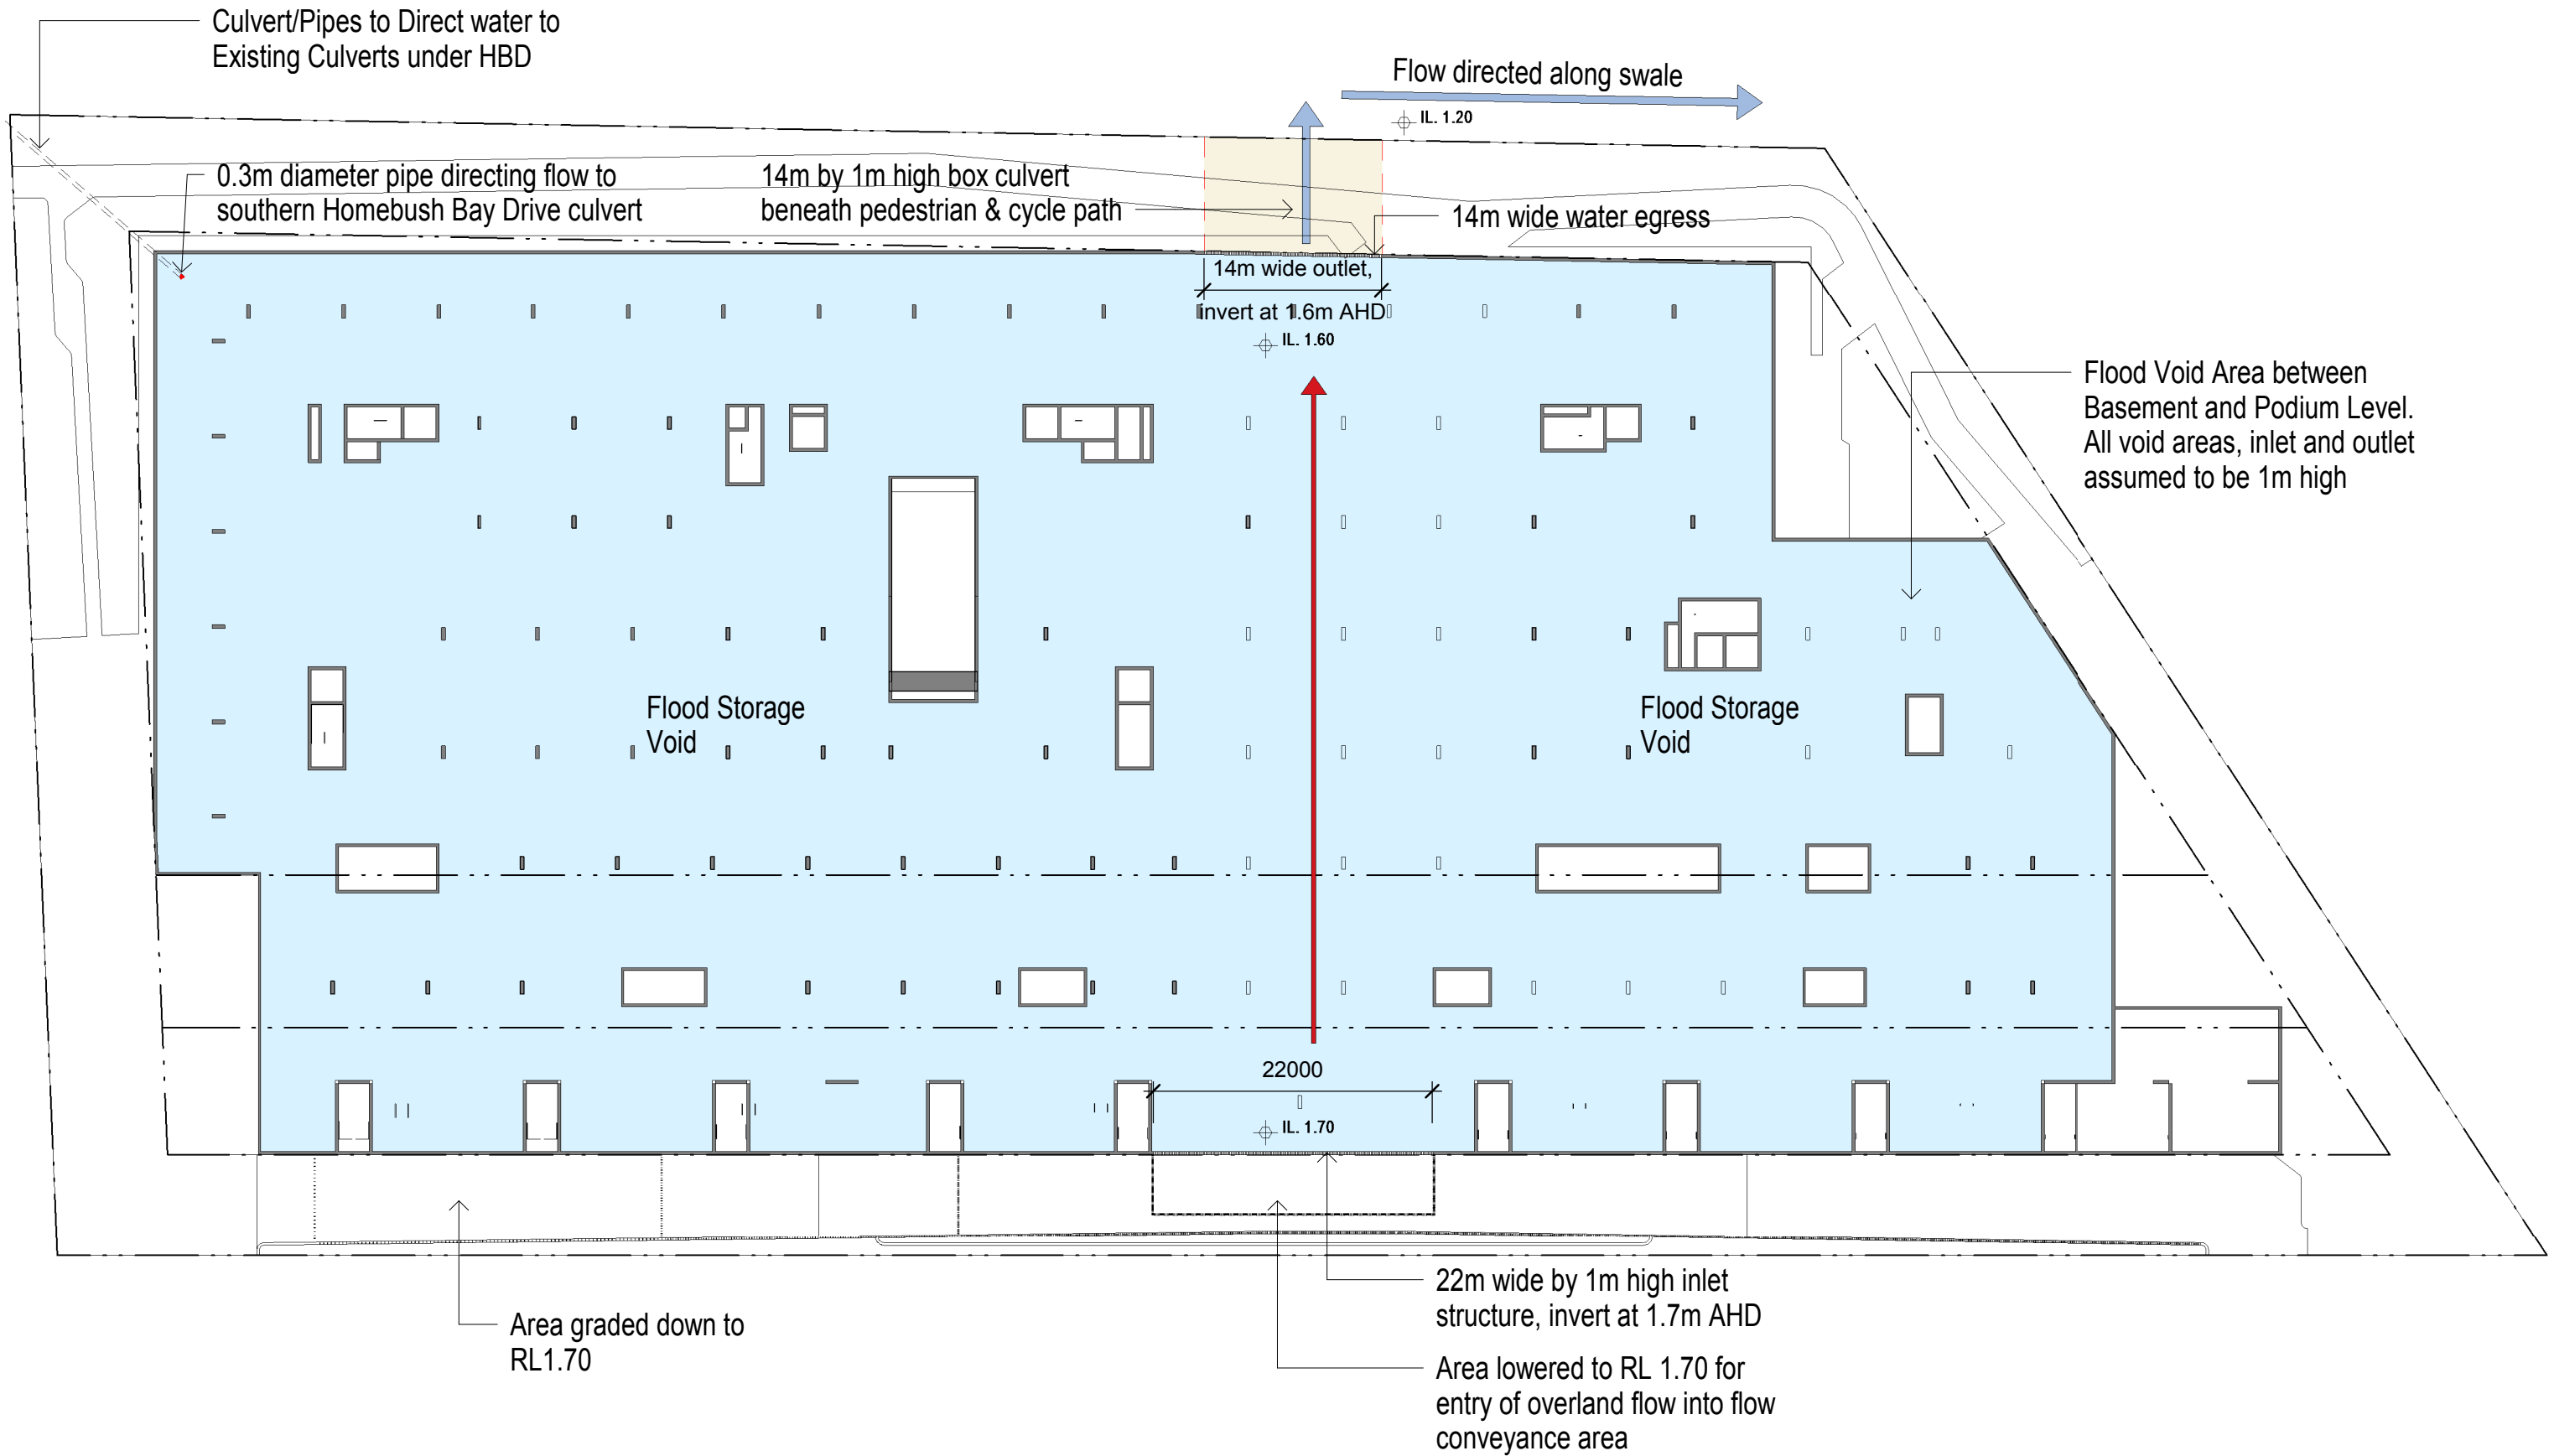 Culvert/Pipes to Direct water to
Existing Culverts under HBD
Flow directed along swale
IL. 1.20
0.3m diameter pipe directing flow to
southern Homebush Bay Drive culvert
14m by 1m high box culvert
beneath pedestrian & cycle path
14m wide water egress
14m wide outlet,
invert at 1.6m AHD
IL. 1.60
Flood Void Area between
Basement and Podium Level.
All void areas, inlet and outlet
assumed to be 1m high
Flood Storage
Void
Flood Storage
Void
22000
IL. 1.70
22m wide by 1m high inlet
structure, invert at 1.7m AHD
Area graded down to
RL1.70
Area lowered to RL 1.70 for
entry of overland flow into flow
conveyance area